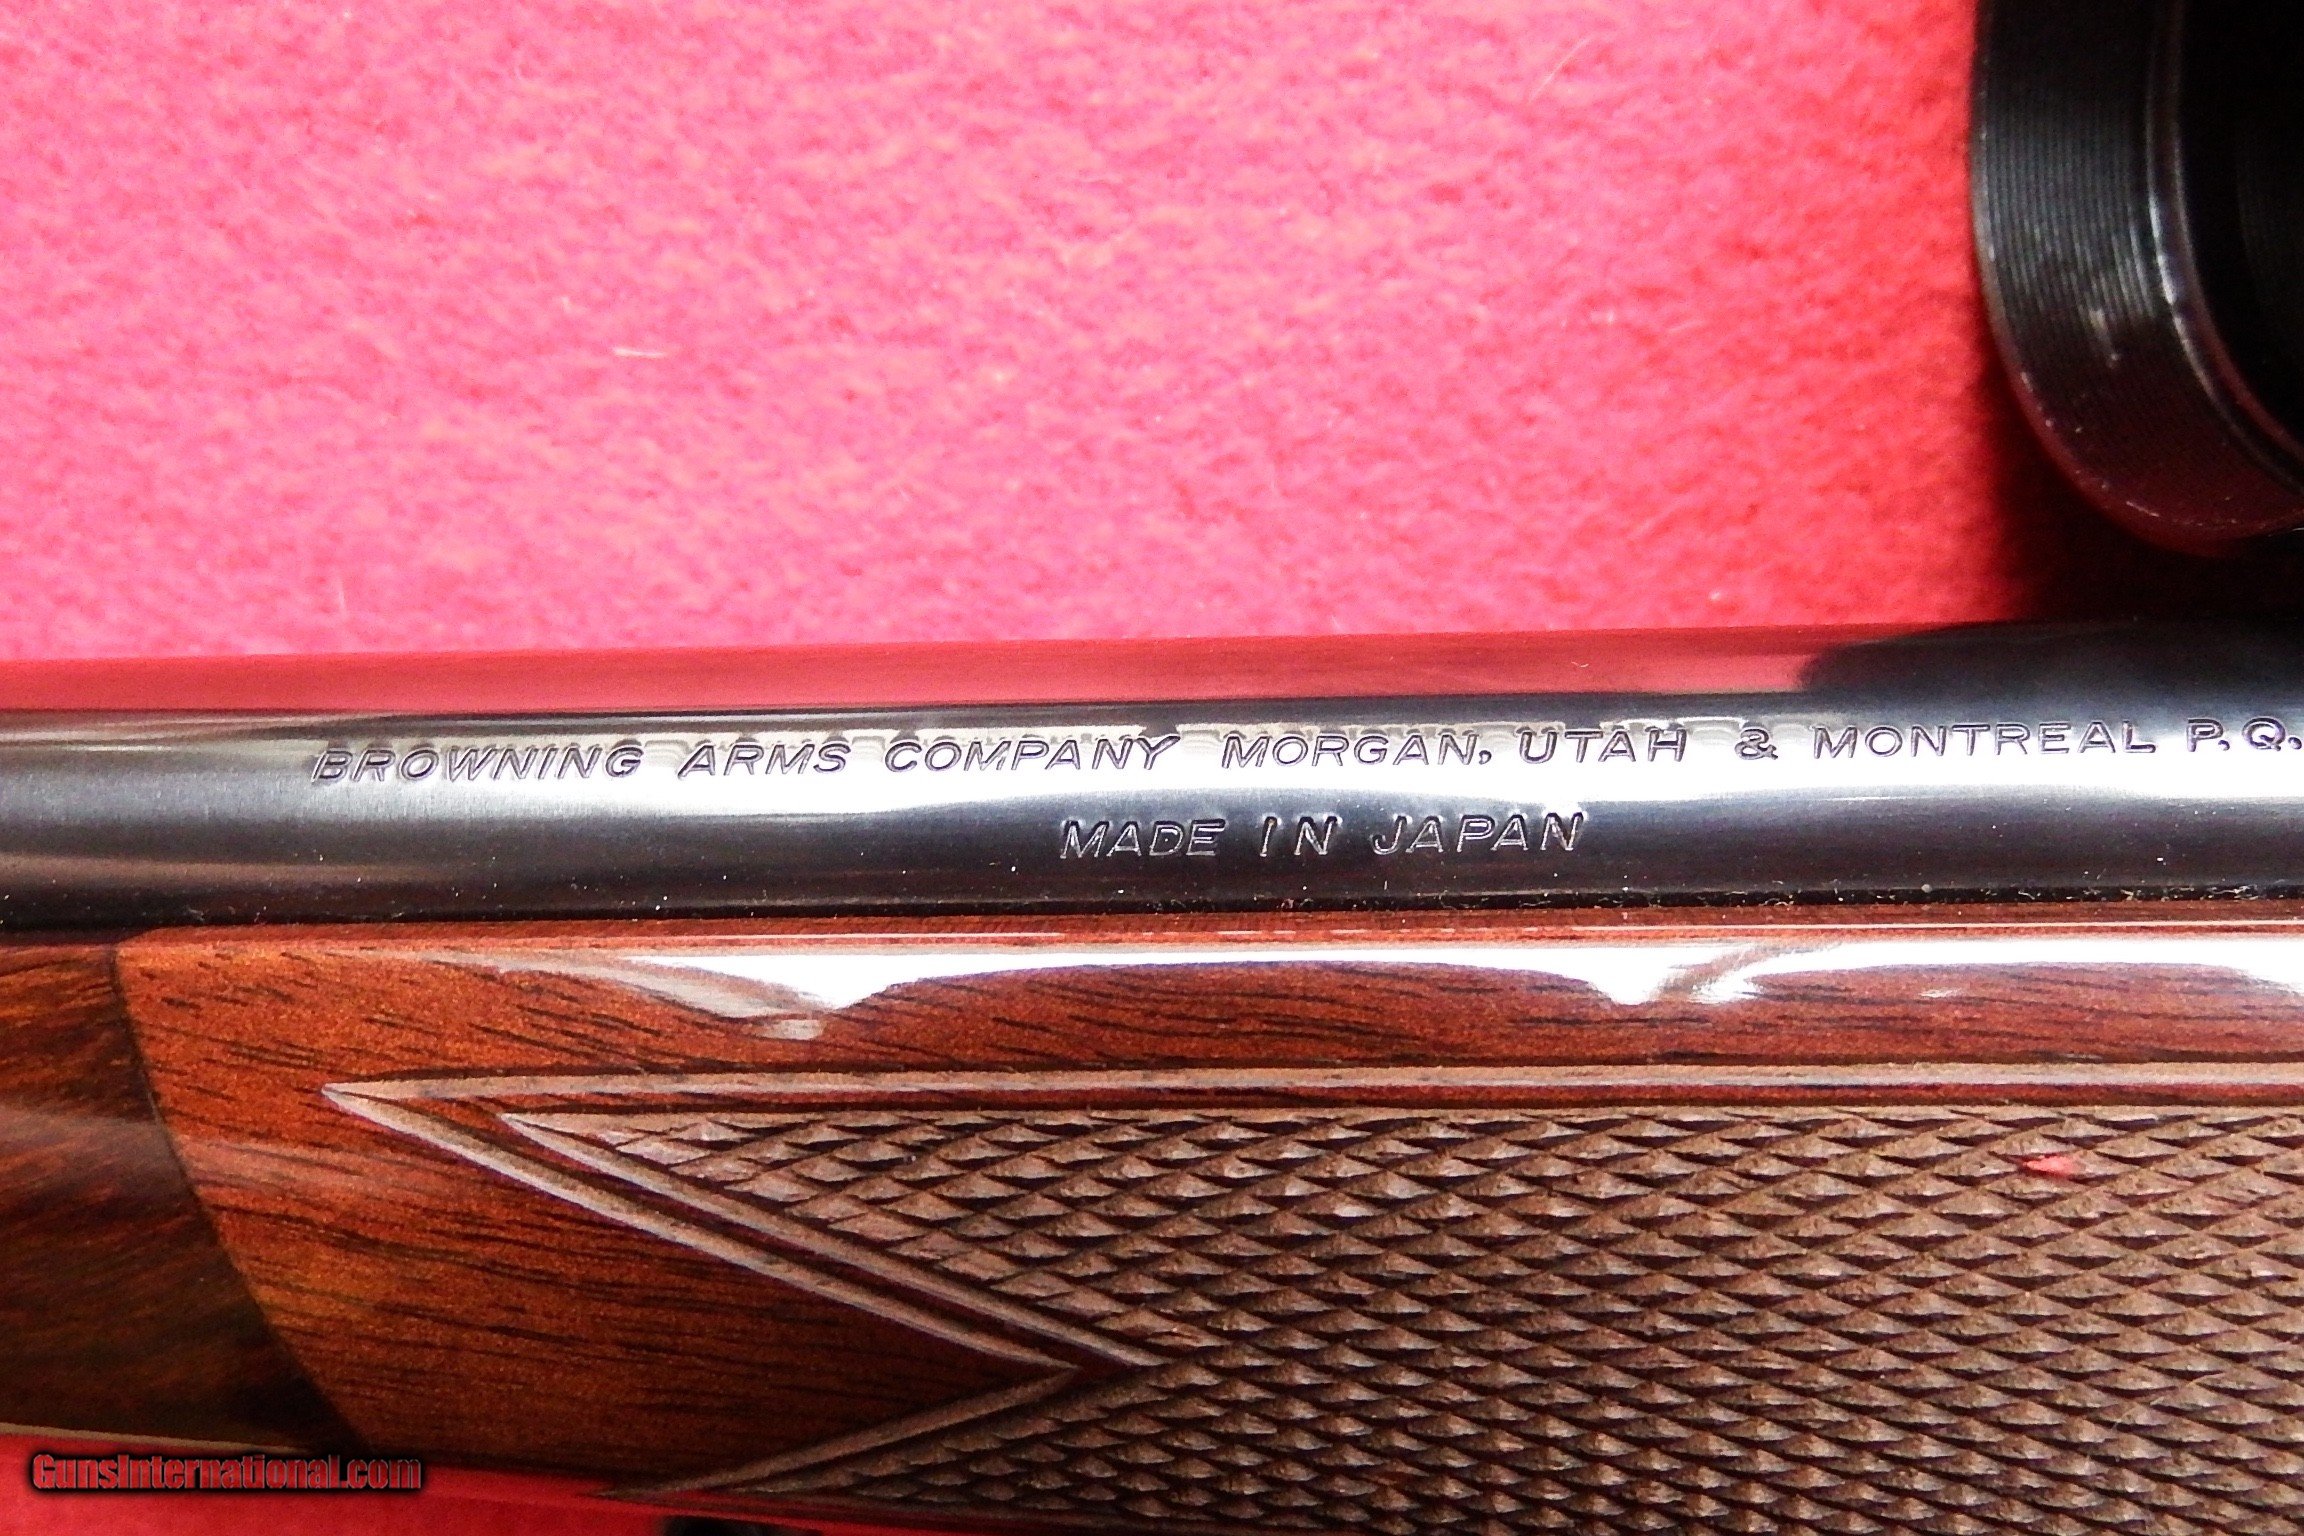 BROWNING ARMS COMPANY MORGAN, UTAH & MONTREAL P.Q.
MADE IN JAPAN
GunsInternational.com